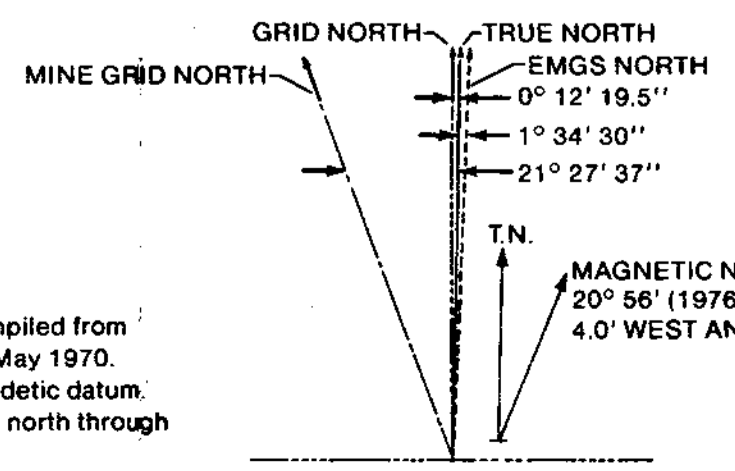 GRID NORTH
TRUE NORTH
MINE GRID NORTH
EMGS NORTH
0° 12' 19.5"
1° 34' 30"
21° 27' 37"
T.N.
MAGNETIC N
20° 56' (1976
4.0' WEST AN
piled from
May 1970.
detic datum.
north through